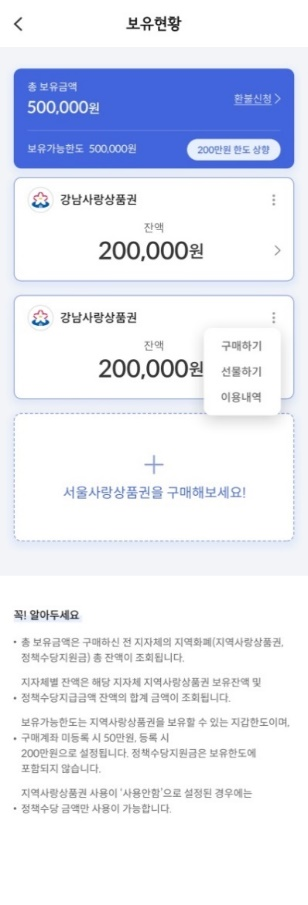 보유현황
총 보유금액
500,000원
환불신청 >
보유가능한도 500,000원
200만원 한도 상향
강남사랑상품권
잔액
200,000원
강남사랑상품권
잔액
200,000원
구매하기
선물하기
이용내역
서울사랑상품권을 구매해보세요!
꼭! 알아두세요
• 총 보유금액은 구매하신 전 지자체의 지역화폐(지역사랑상품권,
정책수당지원금) 총 잔액이 조회됩니다.
지자체별 잔액은 해당 지자체 지역사랑상품권 보유잔액 및
• 정책수당지급금액 잔액의 합계 금액이 조회됩니다.
보유가능한도는 지역사랑상품권을 보유할 수 있는 지갑한도이며,
• 구매계좌 미등록 시 50만원, 등록 시
200만원으로 설정됩니다. 정책수당지원금은 보유한도에
포함되지 않습니다.
지역사랑상품권 사용이 ‘사용안함’으로 설정된 경우에는
• 정책수당 금액만 사용이 가능합니다.